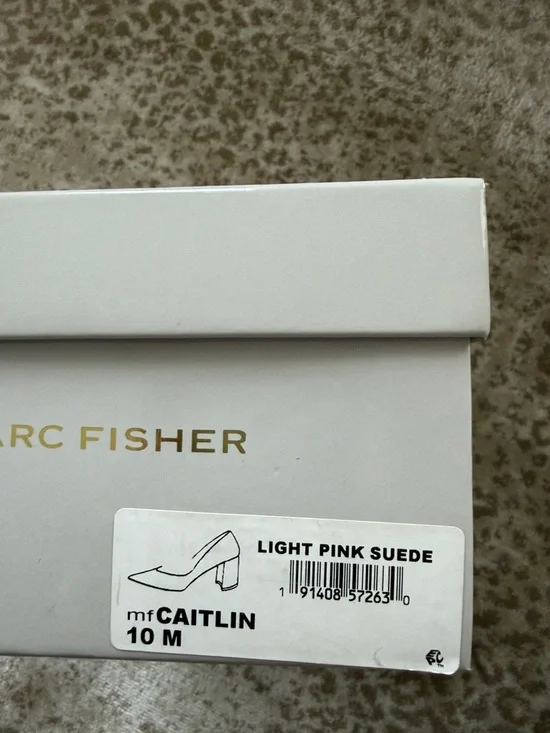 ARC FISHER
LIGHT PINK SUEDE
1 91408 57263 0
mfCAITLIN
10 M